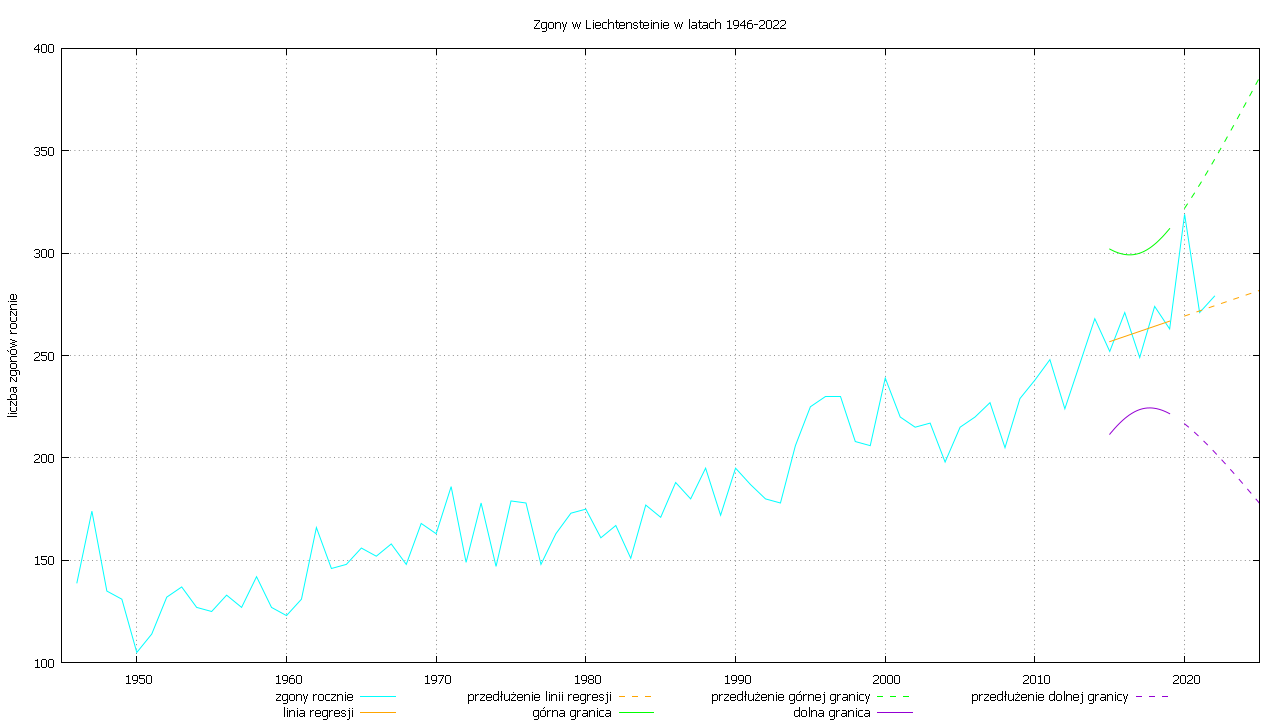 Zgony w Liechtensteinie w latach 1946-2022
400
350
300
250
200
150
100
liczba zgonów rocznie
1950 1960 1970 1980 1990 2000 2010 2020
zgony rocznie przedłużenie linii regresji przedłużenie górnej granicy przedłużenie dolnej granicy
linia regresji górna granica dolna granica